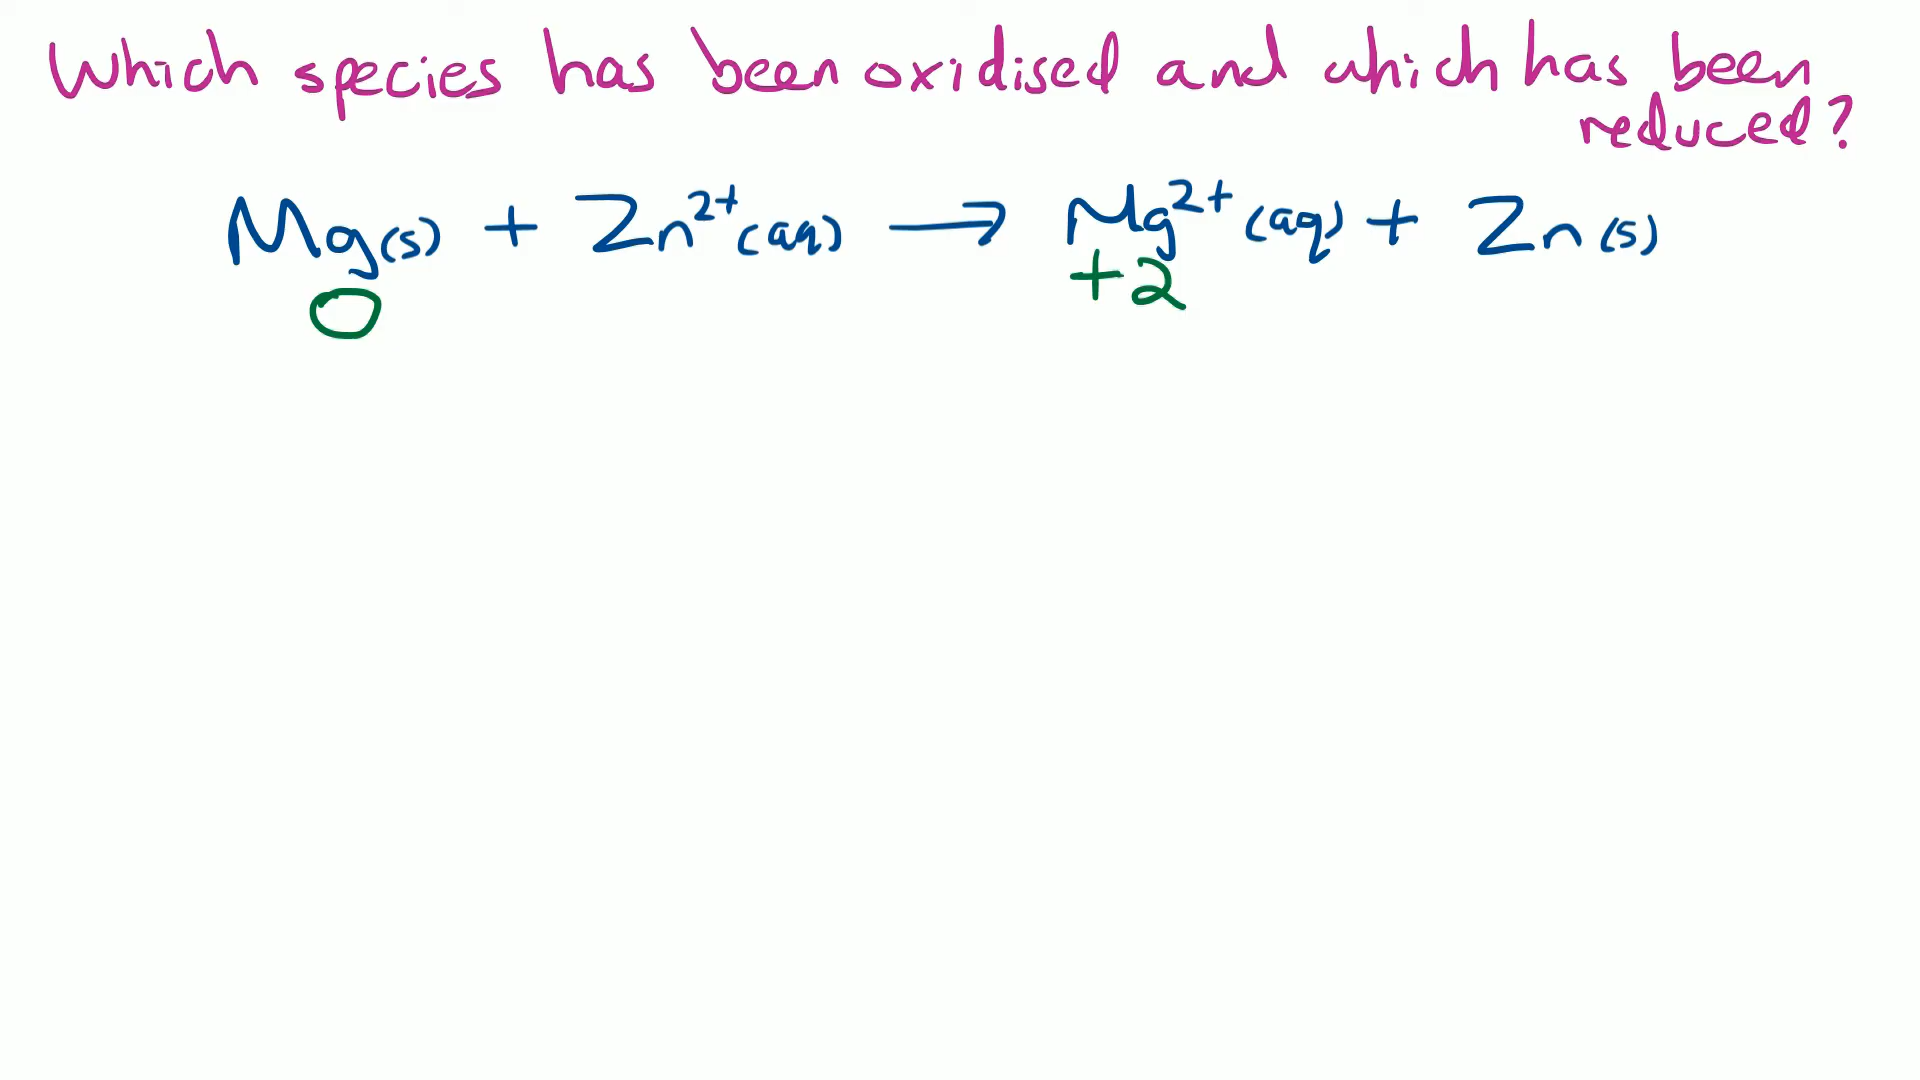 Which species has been oxidised and which has been
reduced?
Mg(s) + Zn²⁺(aq) → Mg²⁺(aq) + Zn(s)
0 +2